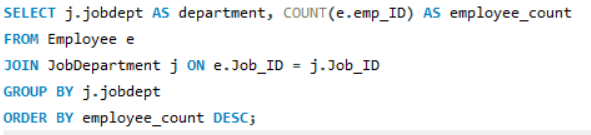 SELECT j.jobdept AS department, COUNT(e.emp_ID) AS employee_count
FROM Employee e
JOIN JobDepartment j ON e.Job_ID = j.Job_ID
GROUP BY j.jobdept
ORDER BY employee_count DESC;